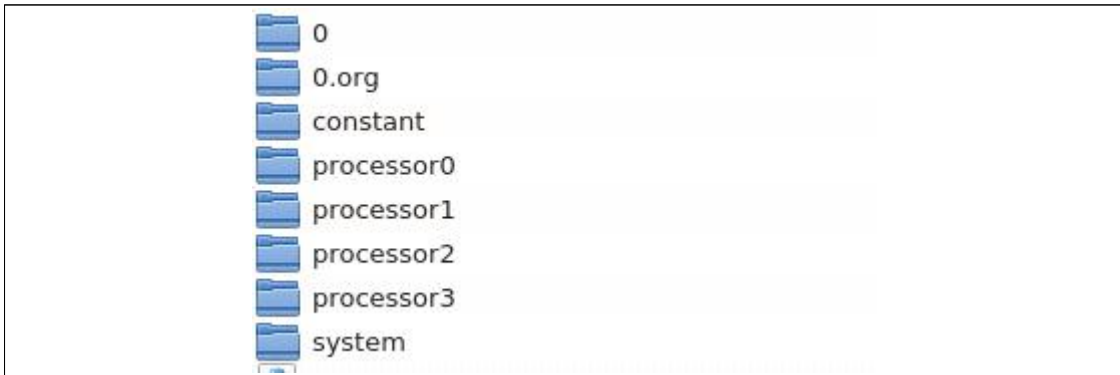 0
0.org
constant
processor0
processor1
processor2
processor3
system